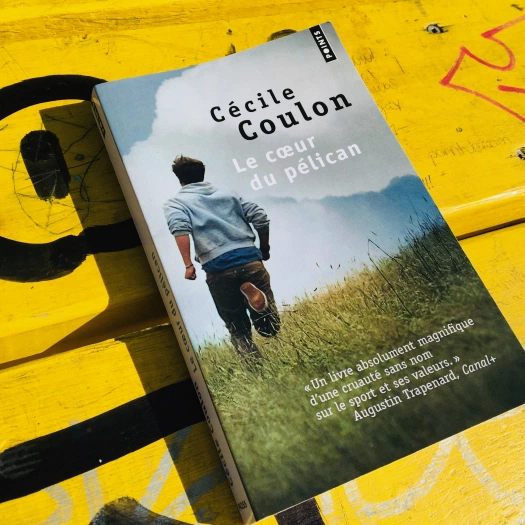 POINTS
Cécile
Coulon
Le cœur
du pélican
« Un livre absolument magnifique
d'une cruauté sans nom
sur le sport et ses valeurs. »
Augustin Trapenard, Canal+